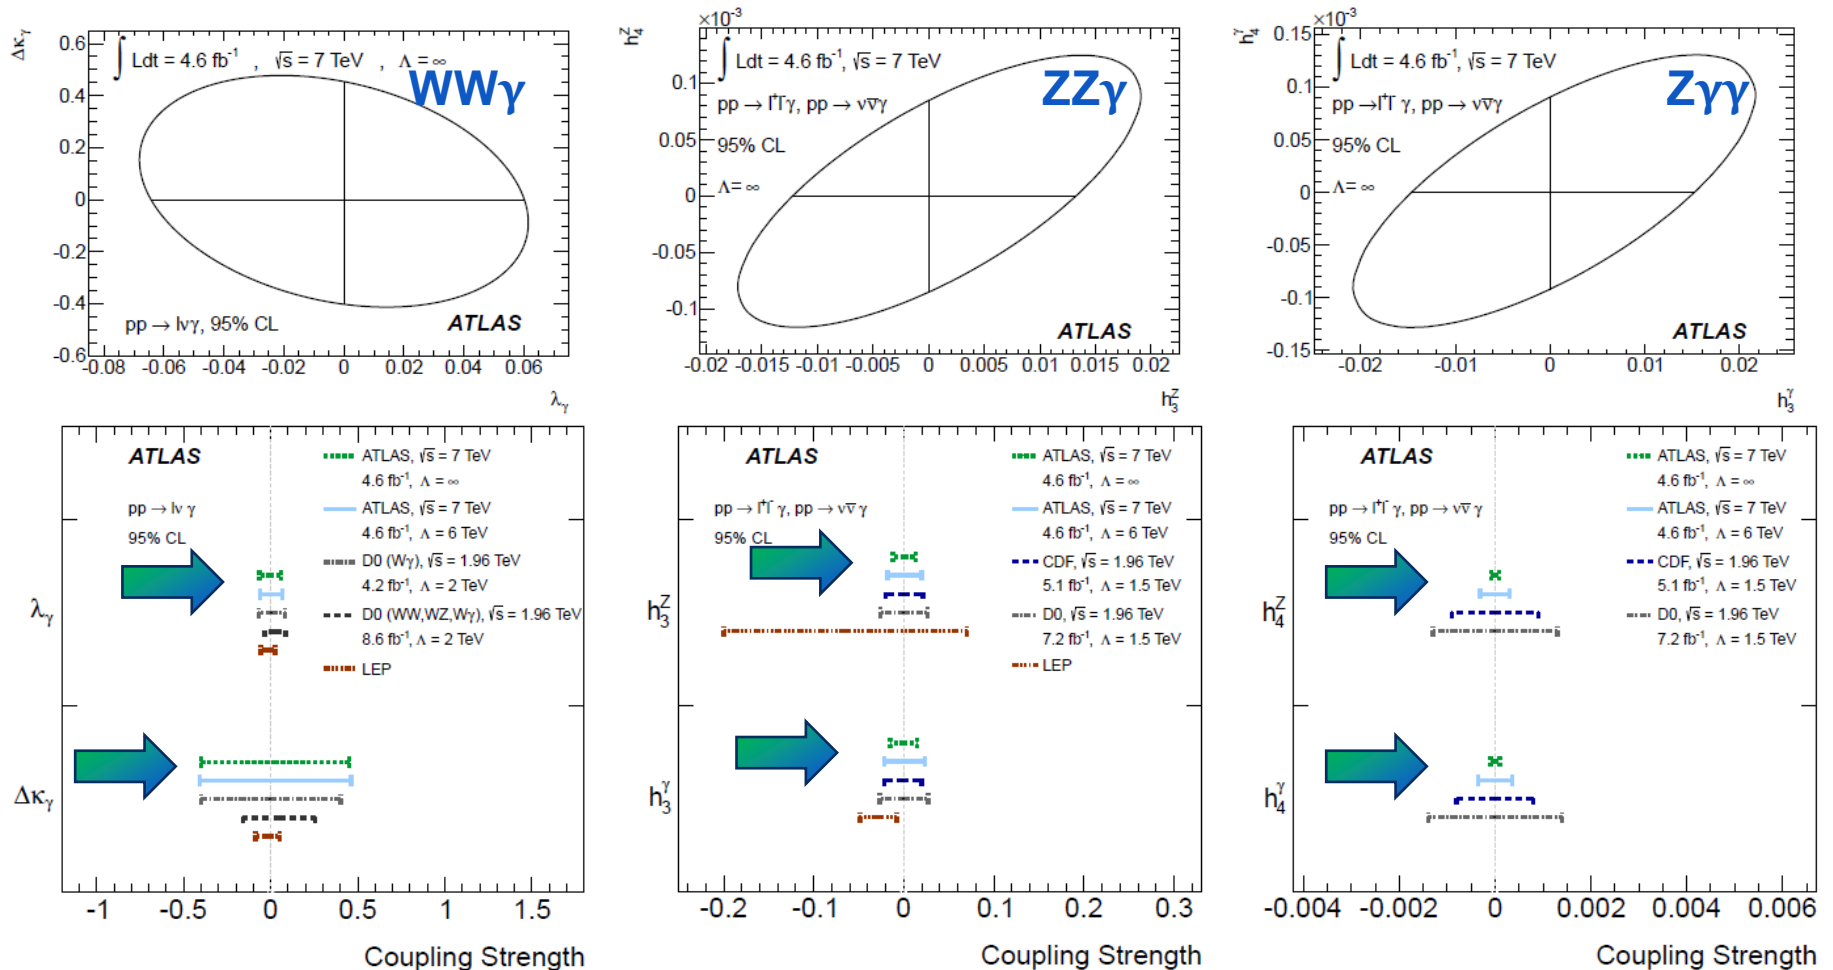 Δκγ
0.6
0.4
0.2
0
-0.2
-0.4
-0.6
∫ Ldt = 4.6 fb⁻¹ , √s = 7 TeV , Λ = ∞
WWγ
pp → lνγ, 95% CL
ATLAS
-0.08 -0.06 -0.04 -0.02 0 0.02 0.04 0.06
λγ
×10⁻³
h₄ᶻ
0.1
0.05
0
-0.05
-0.1
∫ Ldt = 4.6 fb⁻¹, √s = 7 TeV
ZZγ
pp → l⁺l⁻ γ, pp → νν̅γ
95% CL
Λ = ∞
ATLAS
-0.02 -0.015 -0.01 -0.005 0 0.005 0.01 0.015 0.02
h₃ᶻ
×10⁻³
h₄ᵞ
0.15
0.1
0.05
0
-0.05
-0.1
-0.15
∫ Ldt = 4.6 fb⁻¹, √s = 7 TeV
Zγγ
pp → l⁺l⁻ γ, pp → νν̅γ
95% CL
Λ = ∞
ATLAS
-0.02 -0.01 0 0.01 0.02
h₃ᵞ
ATLAS
pp → lν γ
95% CL
ATLAS, √s = 7 TeV
4.6 fb⁻¹, Λ = ∞
ATLAS, √s = 7 TeV
4.6 fb⁻¹, Λ = 6 TeV
D0 (Wγ), √s = 1.96 TeV
4.2 fb⁻¹, Λ = 2 TeV
D0 (WW,WZ,Wγ), √s = 1.96 TeV
8.6 fb⁻¹, Λ = 2 TeV
LEP
λγ
Δκγ
-1 -0.5 0 0.5 1 1.5
Coupling Strength
ATLAS
pp → l⁺l⁻ γ, pp → νν̅ γ
95% CL
ATLAS, √s = 7 TeV
4.6 fb⁻¹, Λ = ∞
ATLAS, √s = 7 TeV
4.6 fb⁻¹, Λ = 6 TeV
CDF, √s = 1.96 TeV
5.1 fb⁻¹, Λ = 1.5 TeV
D0, √s = 1.96 TeV
7.2 fb⁻¹, Λ = 1.5 TeV
LEP
h₃ᶻ
h₃ᵞ
-0.2 -0.1 0 0.1 0.2 0.3
Coupling Strength
ATLAS
pp → l⁺l⁻ γ, pp → νν̅ γ
95% CL
ATLAS, √s = 7 TeV
4.6 fb⁻¹, Λ = ∞
ATLAS, √s = 7 TeV
4.6 fb⁻¹, Λ = 6 TeV
CDF, √s = 1.96 TeV
5.1 fb⁻¹, Λ = 1.5 TeV
D0, √s = 1.96 TeV
7.2 fb⁻¹, Λ = 1.5 TeV
h₄ᶻ
h₄ᵞ
-0.004 -0.002 0 0.002 0.004 0.006
Coupling Strength